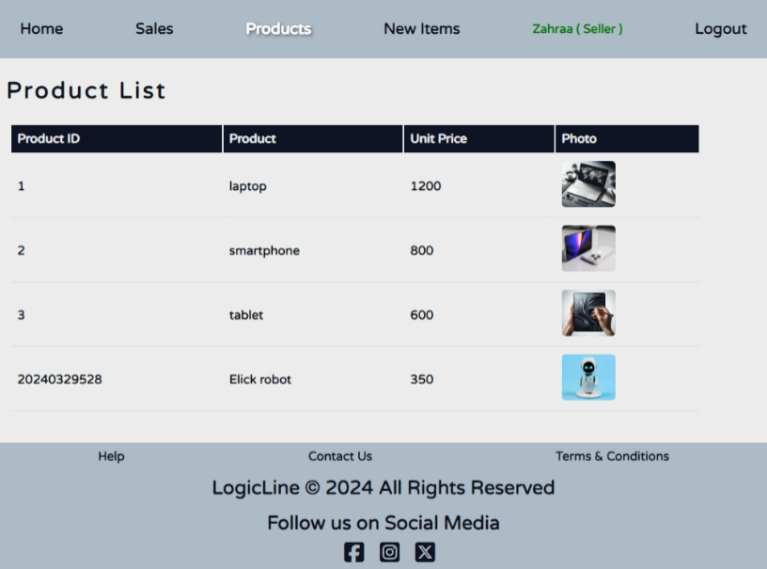 Home Sales Products New Items Zahraa ( Seller ) Logout
Product List
Product ID Product Unit Price Photo
1 laptop 1200
2 smartphone 800
3 tablet 600
20240329528 Elick robot 350
Help Contact Us Terms & Conditions
LogicLine © 2024 All Rights Reserved
Follow us on Social Media